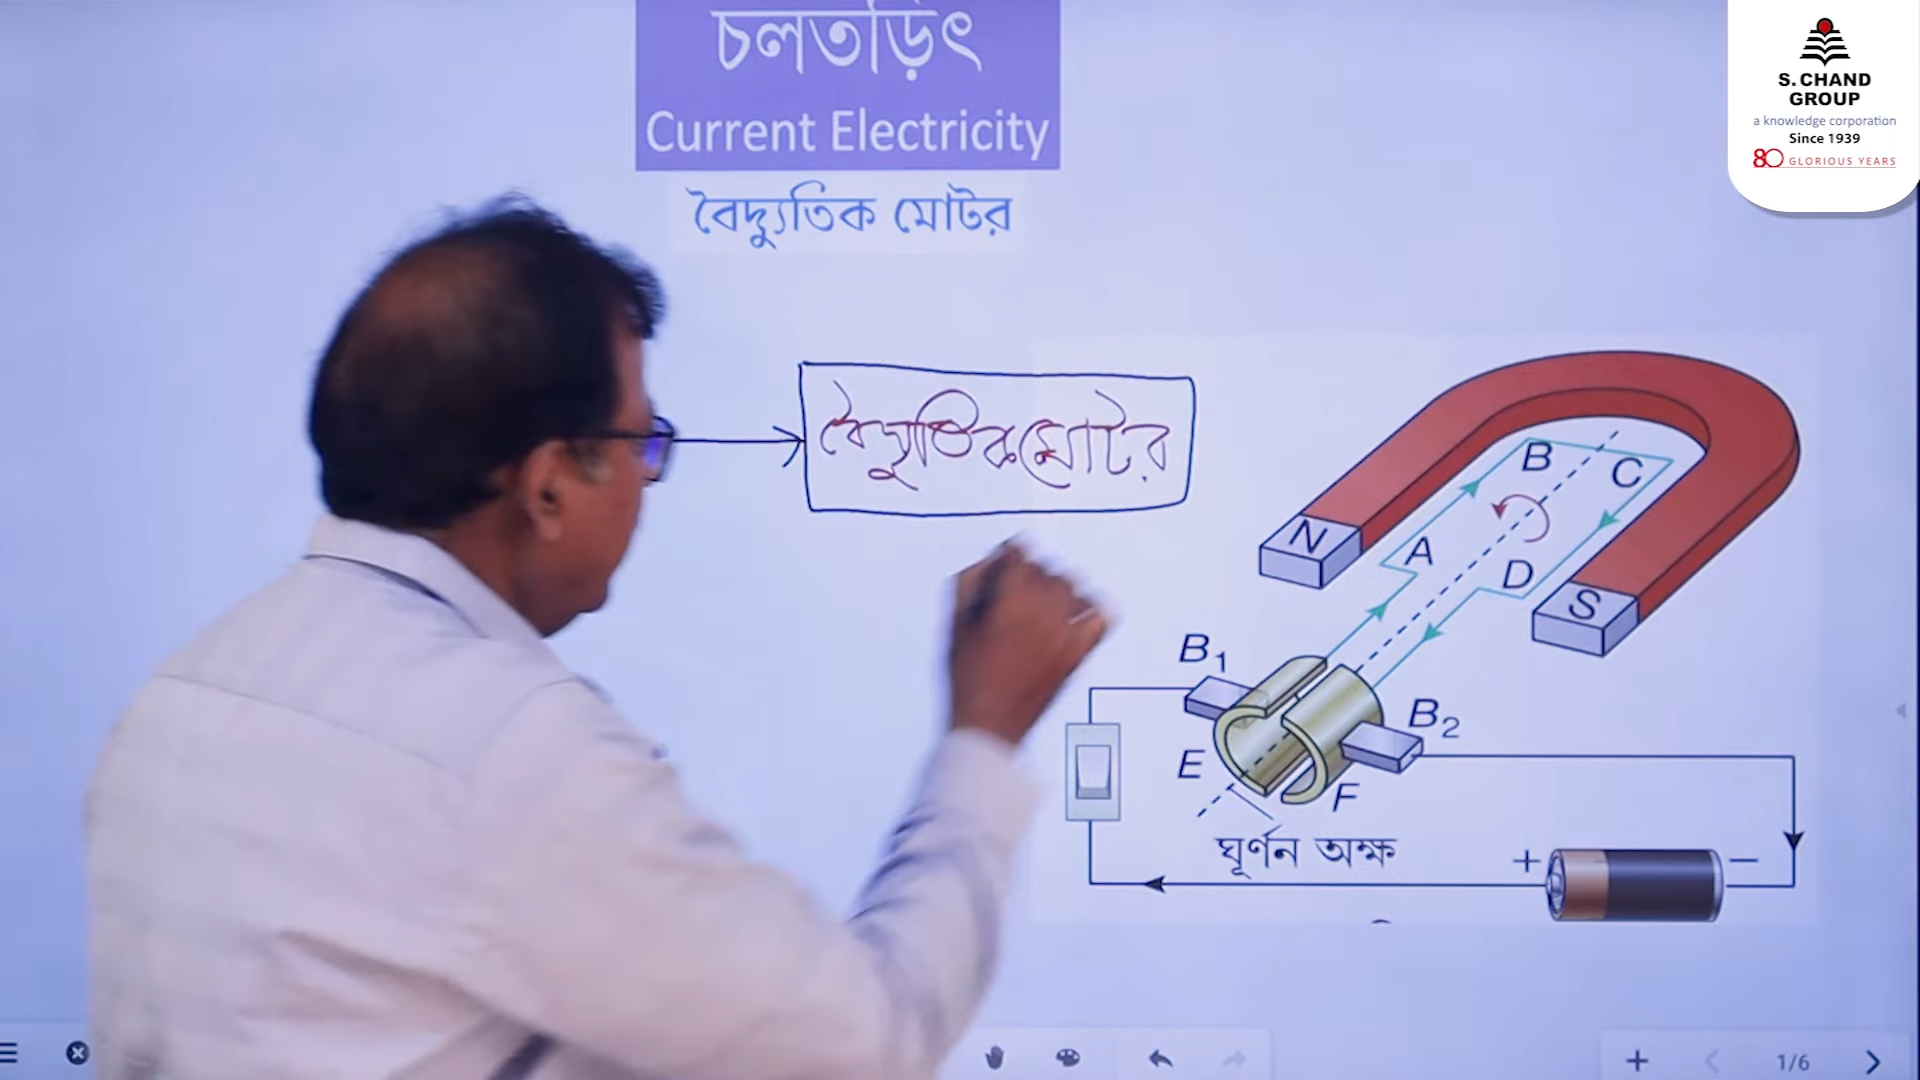 চলতড়িৎ
Current Electricity
বৈদ্যুতিক মোটর
S. CHAND
GROUP
a knowledge corporation
Since 1939
80 GLORIOUS YEARS
বৈদ্যুতিক মোটর
B
C
N
A
D
S
B₁
B₂
E
F
ঘূর্ণন অক্ষ
+
−
1/6